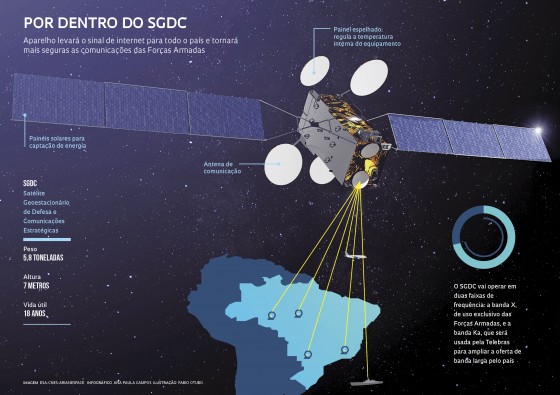 POR DENTRO DO SGDC
Aparelho levará o sinal de internet para todo o país e tornará
mais seguras as comunicações das Forças Armadas
Painel espelhado:
regula a temperatura
interna do equipamento
Painéis solares para
captação de energia
Antena de
comunicação
SGDC
Satélite
Geoestacionário
de Defesa e
Comunicações
Estratégicas
Peso
5,8 TONELADAS
Altura
7 METROS
Vida útil
18 ANOS
O SGDC vai operar em
duas faixas de
frequência: a banda X,
de uso exclusivo das
Forças Armadas, e a
banda Ka, que será
usada pela Telebras
para ampliar a oferta de
banda larga pelo país
IMAGEM ESA-CNES-ARIANESPACE INFOGRÁFICO ANA PAULA CAMPOS ILUSTRAÇÃO FABIO OTUBO